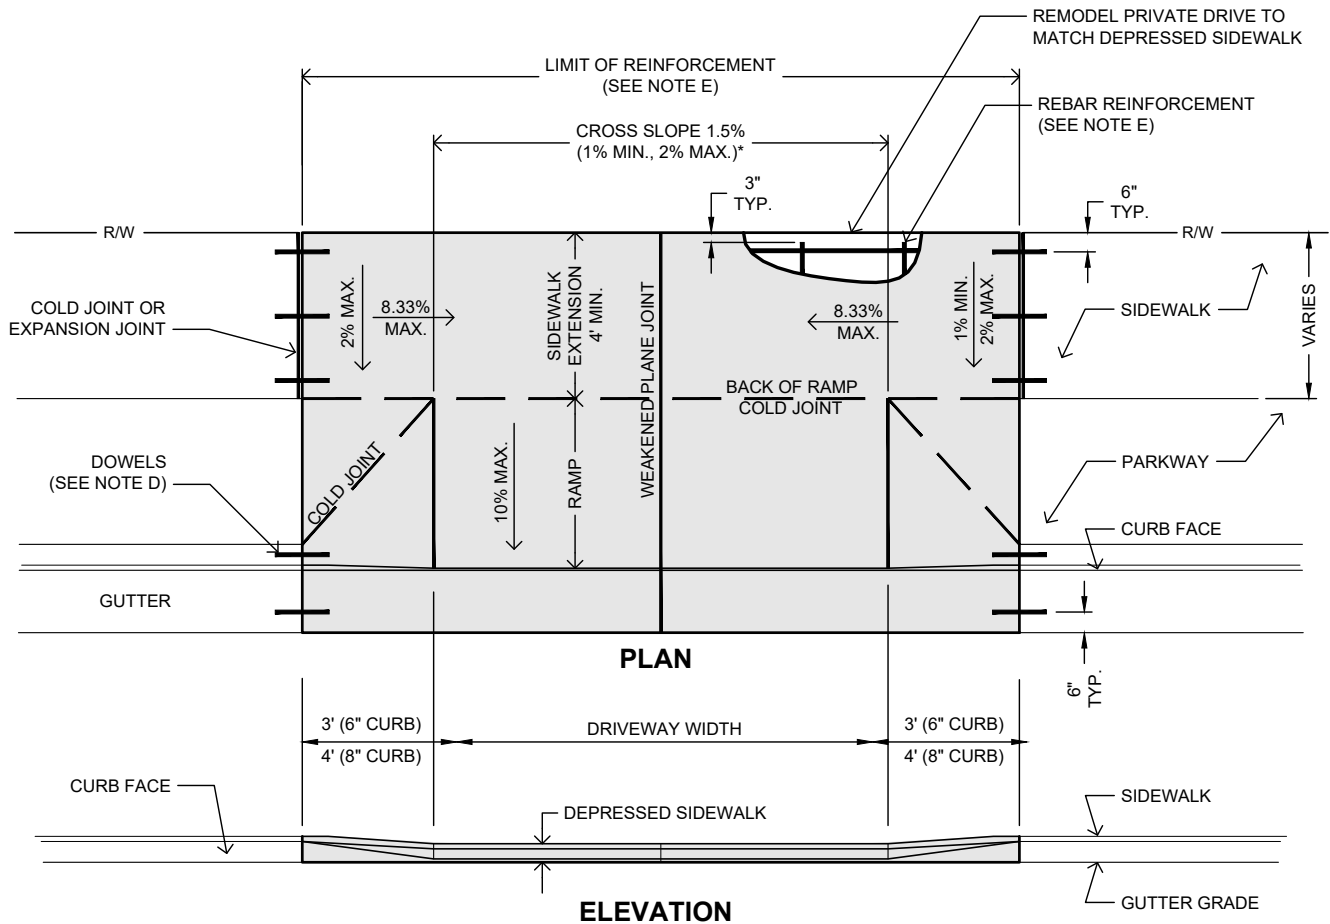 REMODEL PRIVATE DRIVE TO
MATCH DEPRESSED SIDEWALK
LIMIT OF REINFORCEMENT
(SEE NOTE E)
REBAR REINFORCEMENT
(SEE NOTE E)
CROSS SLOPE 1.5%
(1% MIN., 2% MAX.)*
3"
TYP.
6"
TYP.
R/W
R/W
COLD JOINT OR
EXPANSION JOINT
2% MAX.
8.33%
MAX.
SIDEWALK
EXTENSION
4' MIN.
WEAKENED PLANE JOINT
8.33%
MAX.
1% MIN.
2% MAX.
SIDEWALK
VARIES
BACK OF RAMP
COLD JOINT
DOWELS
(SEE NOTE D)
COLD JOINT
10% MAX.
RAMP
PARKWAY
CURB FACE
GUTTER
PLAN
6"
TYP.
3' (6" CURB)
4' (8" CURB)
DRIVEWAY WIDTH
3' (6" CURB)
4' (8" CURB)
CURB FACE
DEPRESSED SIDEWALK
SIDEWALK
GUTTER GRADE
ELEVATION